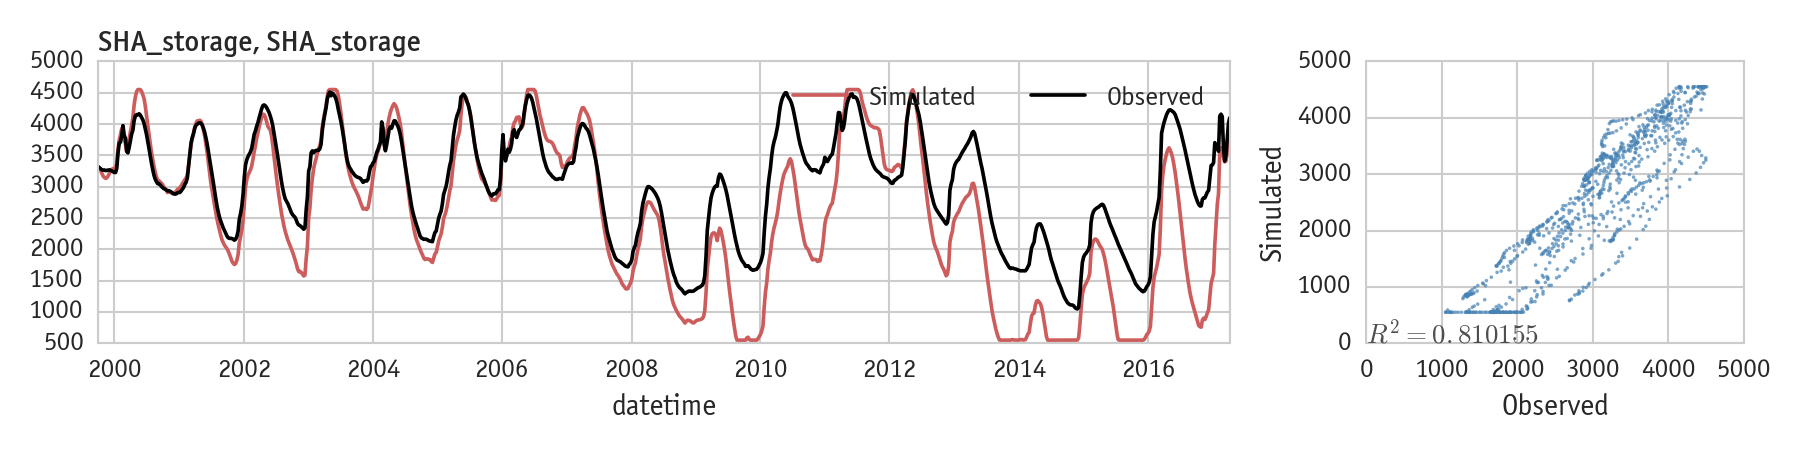 SHA_storage, SHA_storage
5000
4500
4000
3500
3000
2500
2000
1500
1000
500
2000 2002 2004 2006 2008 2010 2012 2014 2016
datetime
Simulated Observed
5000
4000
3000
2000
1000
0
Simulated
R² = 0.810155
0 1000 2000 3000 4000 5000
Observed